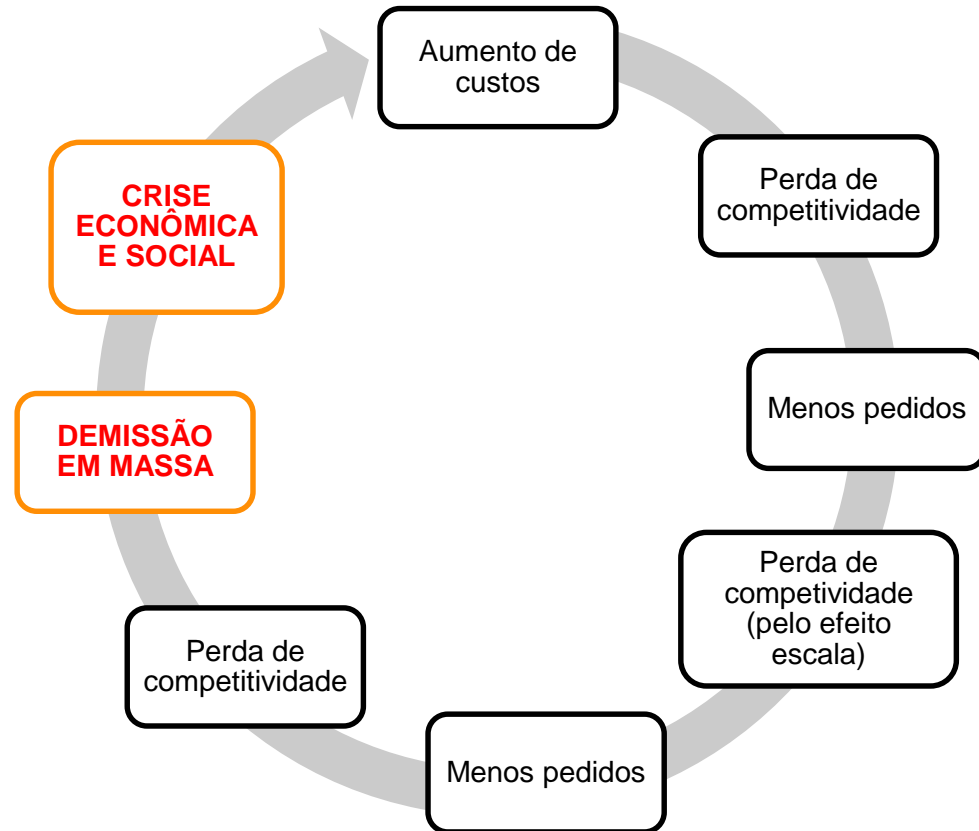 Aumento de
custos
Perda de
competitividade
Menos pedidos
Perda de
competividade
(pelo efeito
escala)
Menos pedidos
Perda de
competitividade
DEMISSÃO
EM MASSA
CRISE
ECONÔMICA
E SOCIAL